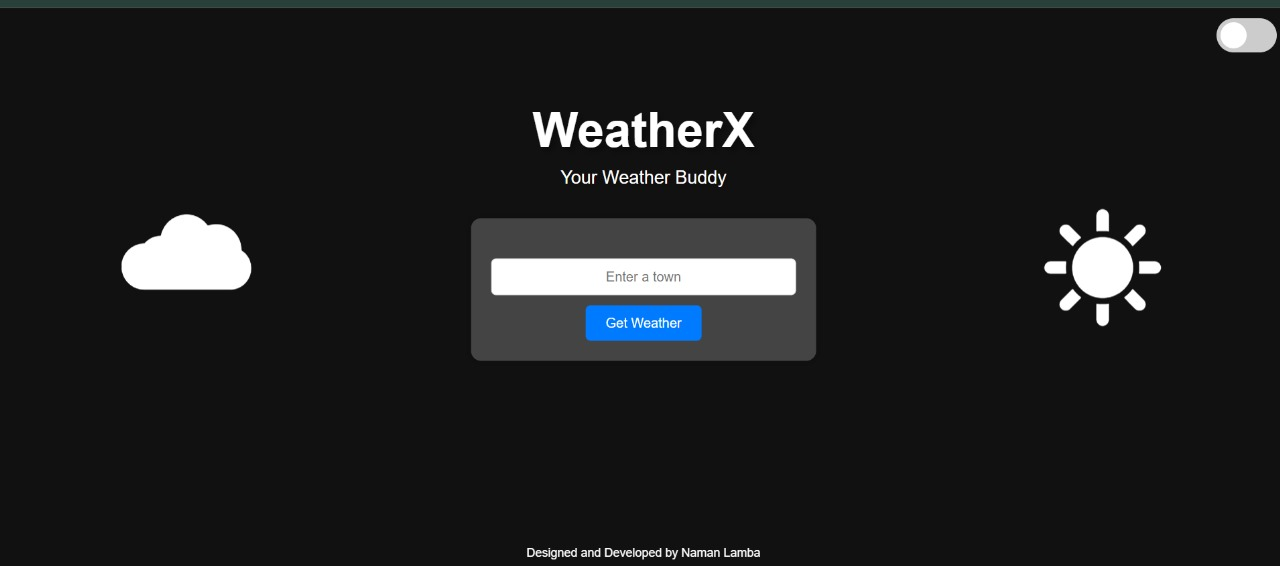 WeatherX
Your Weather Buddy
Enter a town
Get Weather
Designed and Developed by Naman Lamba